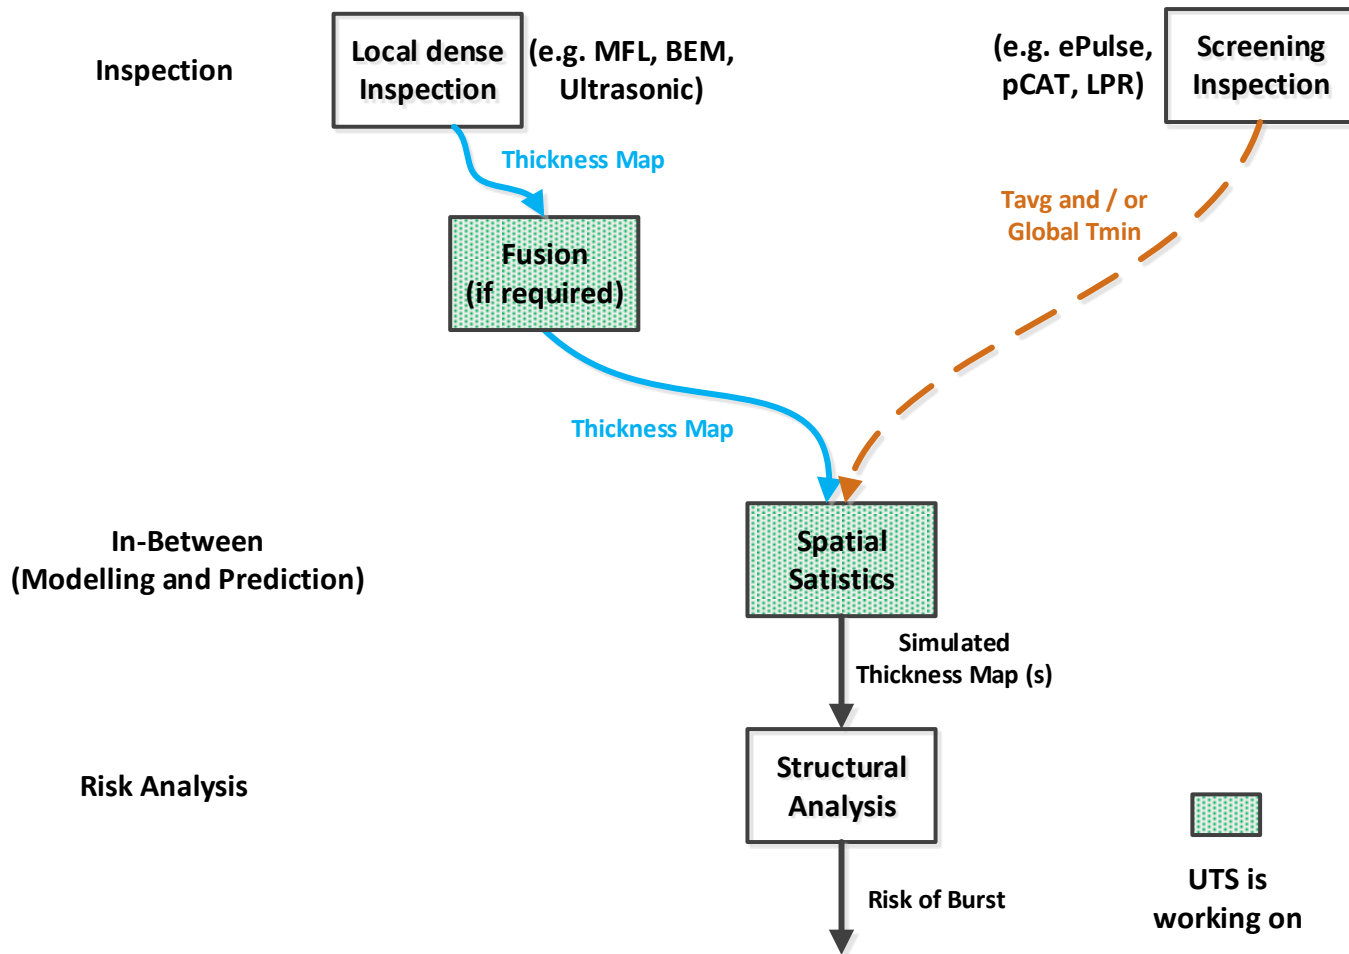 Inspection
Local dense
Inspection
(e.g. MFL, BEM,
Ultrasonic)
(e.g. ePulse,
pCAT, LPR)
Screening
Inspection
Thickness Map
Tavg and / or
Global Tmin
Fusion
(if required)
Thickness Map
In-Between
(Modelling and Prediction)
Spatial
Satistics
Simulated
Thickness Map (s)
Risk Analysis
Structural
Analysis
Risk of Burst
UTS is
working on